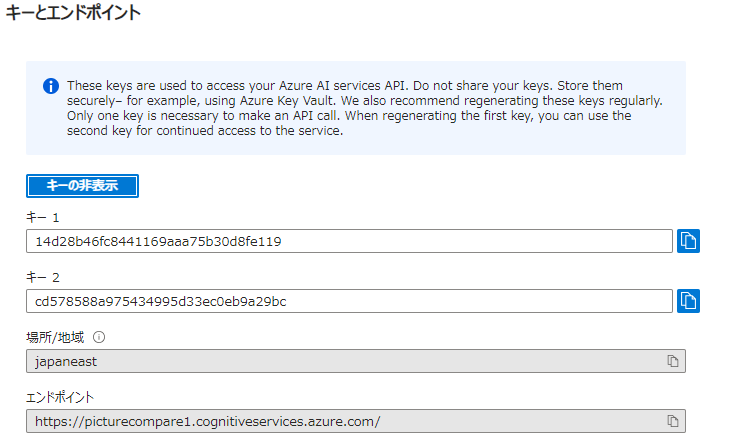 キーとエンドポイント
These keys are used to access your Azure AI services API. Do not share your keys. Store them
securely– for example, using Azure Key Vault. We also recommend regenerating these keys regularly.
Only one key is necessary to make an API call. When regenerating the first key, you can use the
second key for continued access to the service.
キーの非表示
キー 1
14d28b46fc8441169aaa75b30d8fe119
キー 2
cd578588a975434995d33ec0eb9a29bc
場所/地域
japaneast
エンドポイント
https://picturecompare1.cognitiveservices.azure.com/